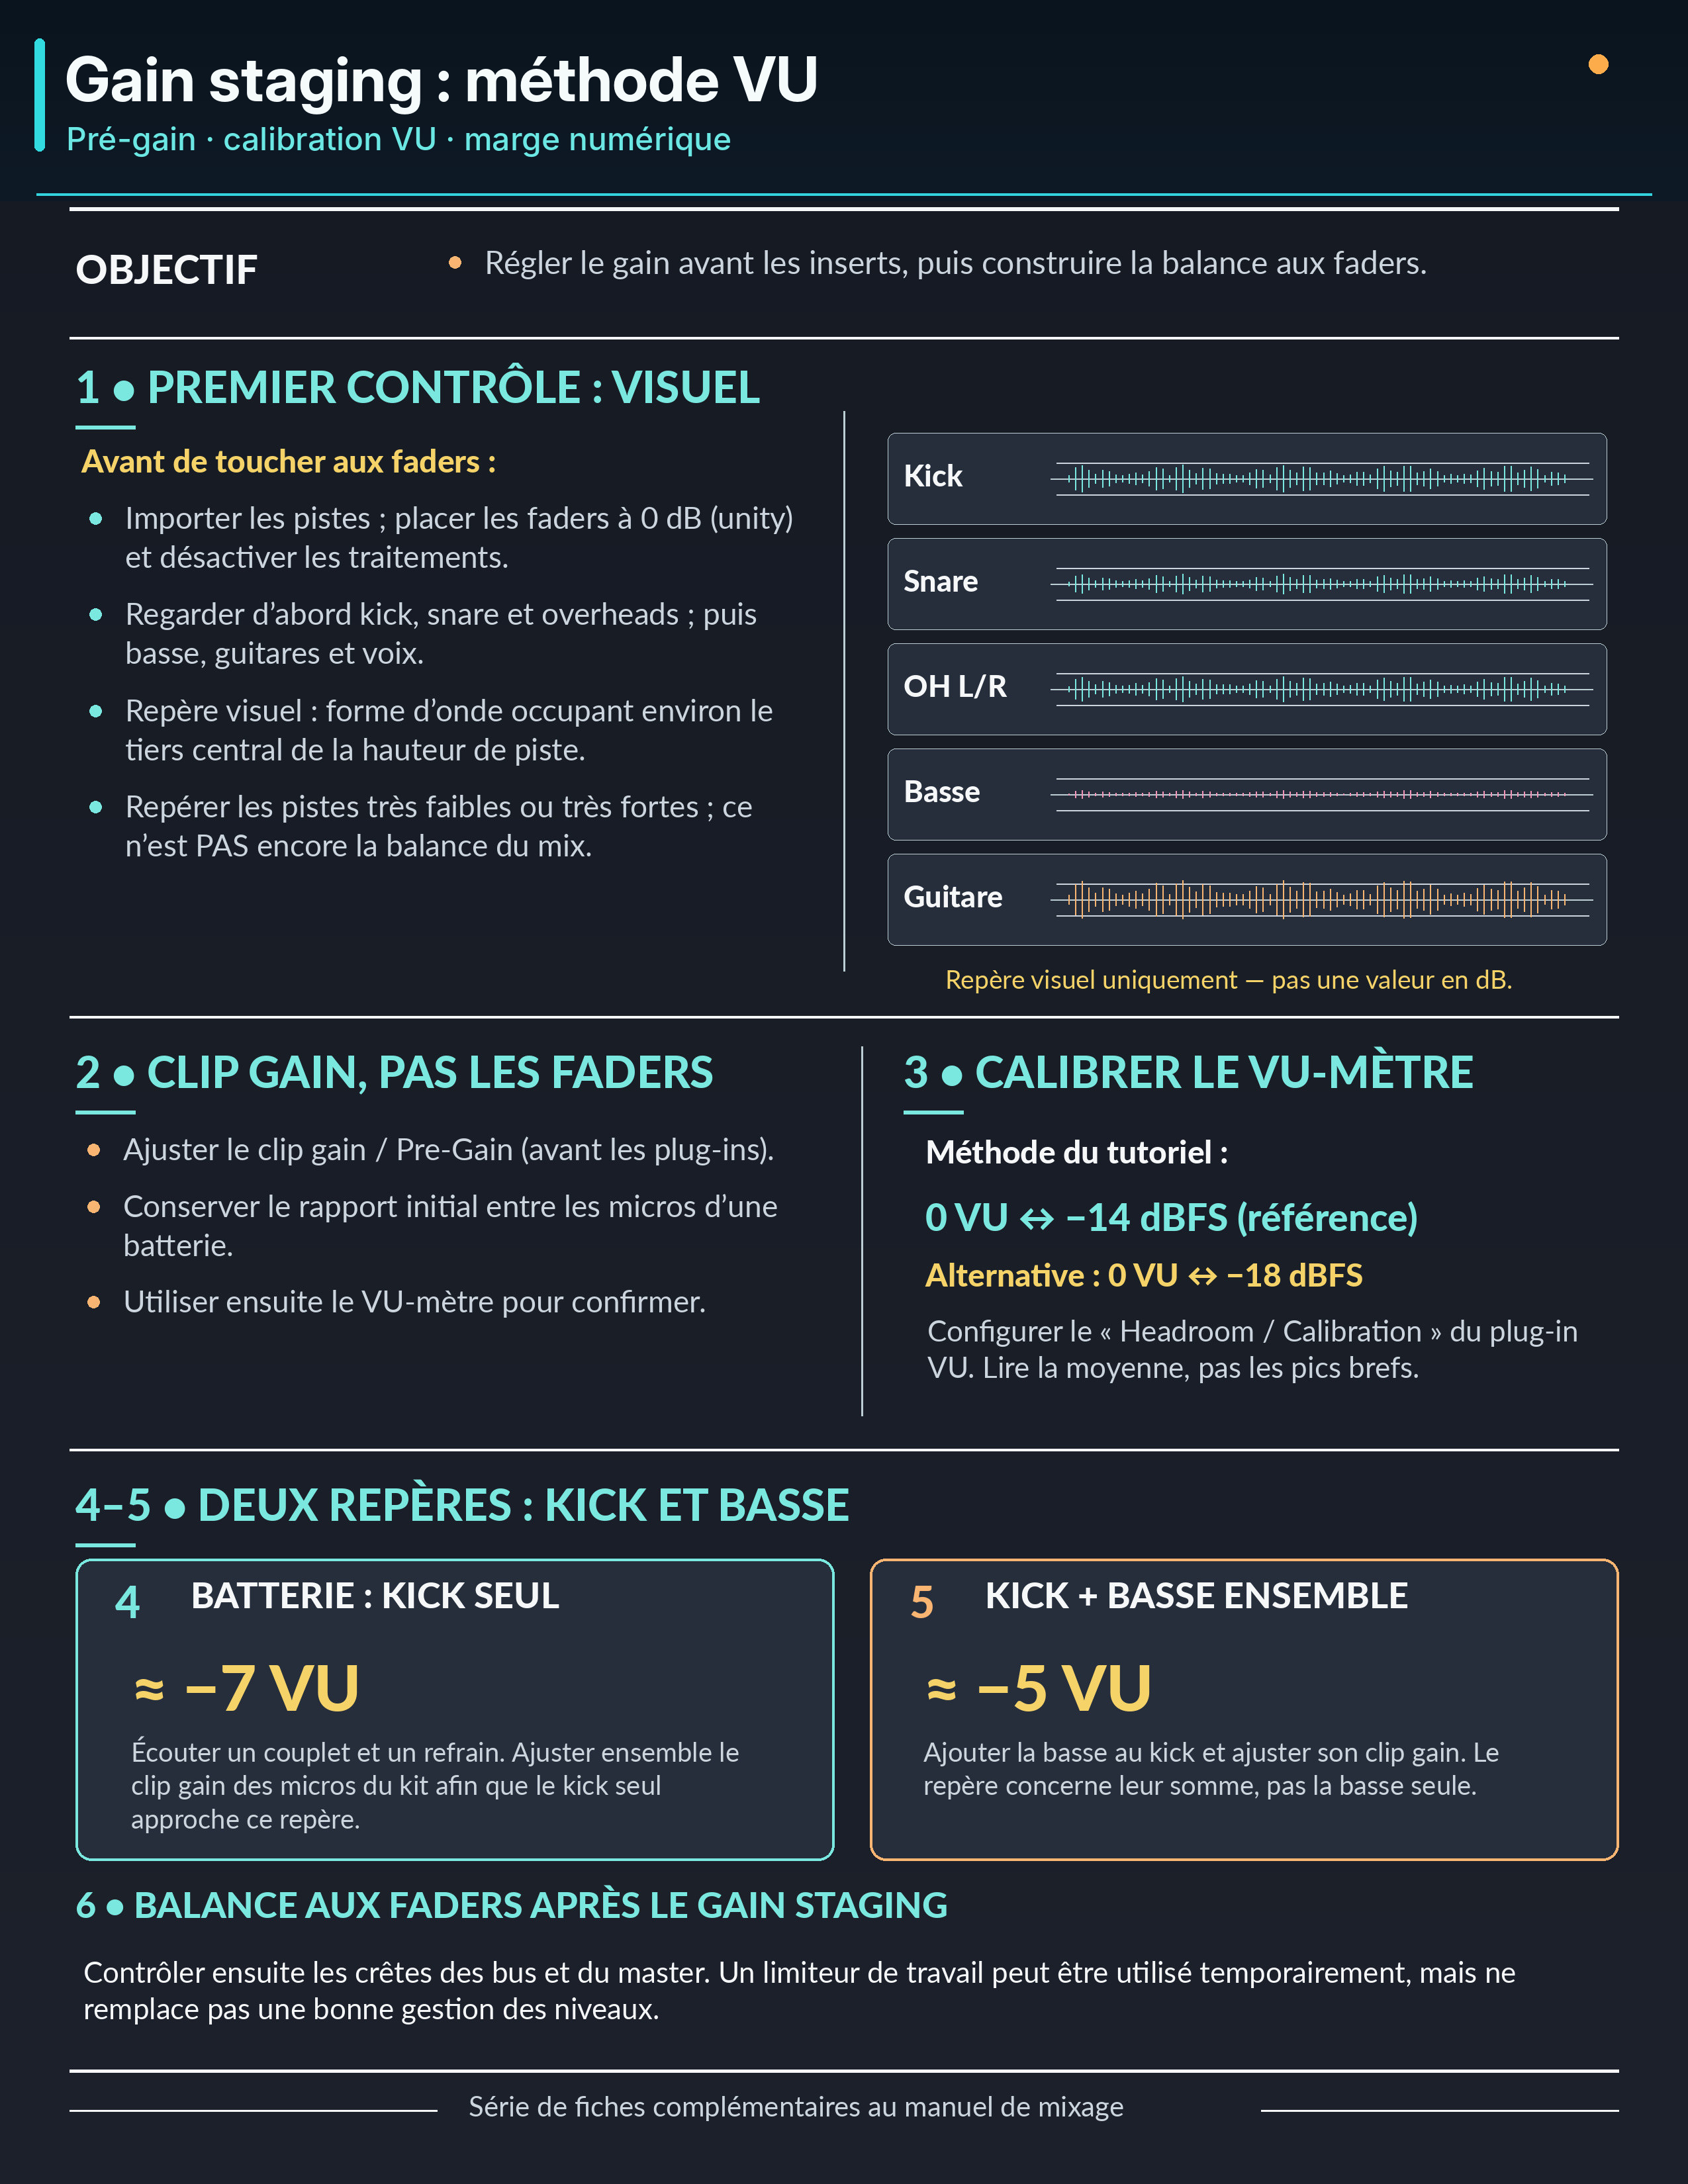 Gain staging : méthode VU
Pré-gain · calibration VU · marge numérique
OBJECTIF
• Régler le gain avant les inserts, puis construire la balance aux faders.
1 • PREMIER CONTRÔLE : VISUEL
Avant de toucher aux faders :
• Importer les pistes ; placer les faders à 0 dB (unity)
et désactiver les traitements.
• Regarder d’abord kick, snare et overheads ; puis
basse, guitares et voix.
• Repère visuel : forme d’onde occupant environ le
tiers central de la hauteur de piste.
• Repérer les pistes très faibles ou très fortes ; ce
n’est PAS encore la balance du mix.
Kick
Snare
OH L/R
Basse
Guitare
Repère visuel uniquement — pas une valeur en dB.
2 • CLIP GAIN, PAS LES FADERS
• Ajuster le clip gain / Pre-Gain (avant les plug-ins).
• Conserver le rapport initial entre les micros d’une
batterie.
• Utiliser ensuite le VU-mètre pour confirmer.
3 • CALIBRER LE VU-MÈTRE
Méthode du tutoriel :
0 VU ↔ −14 dBFS (référence)
Alternative : 0 VU ↔ −18 dBFS
Configurer le « Headroom / Calibration » du plug-in
VU. Lire la moyenne, pas les pics brefs.
4–5 • DEUX REPÈRES : KICK ET BASSE
4 BATTERIE : KICK SEUL
≈ −7 VU
Écouter un couplet et un refrain. Ajuster ensemble le
clip gain des micros du kit afin que le kick seul
approche ce repère.
5 KICK + BASSE ENSEMBLE
≈ −5 VU
Ajouter la basse au kick et ajuster son clip gain. Le
repère concerne leur somme, pas la basse seule.
6 • BALANCE AUX FADERS APRÈS LE GAIN STAGING
Contrôler ensuite les crêtes des bus et du master. Un limiteur de travail peut être utilisé temporairement, mais ne
remplace pas une bonne gestion des niveaux.
Série de fiches complémentaires au manuel de mixage